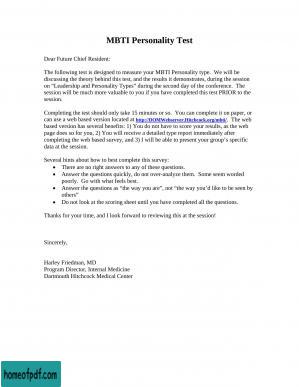 MBTI Personality Test
Dear Future Chief Resident:
The following test is designed to measure your MBTI Personality type. We will be
discussing the theory behind this test, and the results it demonstrates, during the session
on "Leadership and Personality Types" during the second day of the conference. The
session will be much more valuable to you if you have completed this test PRIOR to the
session.
Completing the test should only take 15 minutes or so. You can complete it on paper, or
can use a web based version located at http://DOMWebserver.Hitchcock.org/mbti/. The web
based version has several benefits: 1) You do not have to score your results, as the web
page does so for you, 2) You will receive a detailed type report immediately after
completing the web based survey, and 3) I will be able to present your group's specific
data at the session.
Several hints about how to best complete this survey:
• There are no right answers to any of these questions.
• Answer the questions quickly, do not over-analyze them. Some seem worded
poorly. Go with what feels best.
• Answer the questions as "the way you are", not "the way you'd like to be seen by
others"
• Do not look at the scoring sheet until you have completed all the questions.
Thanks for your time, and I look forward to reviewing this at the session!
Sincerely,
Harley Friedman, MD
Program Director, Internal Medicine
Dartmouth Hitchcock Medical Center
homeofpdf.com